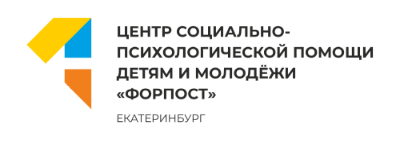 ЦЕНТР СОЦИАЛЬНО-
ПСИХОЛОГИЧЕСКОЙ ПОМОЩИ
ДЕТЯМ И МОЛОДЁЖИ
«ФОРПОСТ»
ЕКАТЕРИНБУРГ